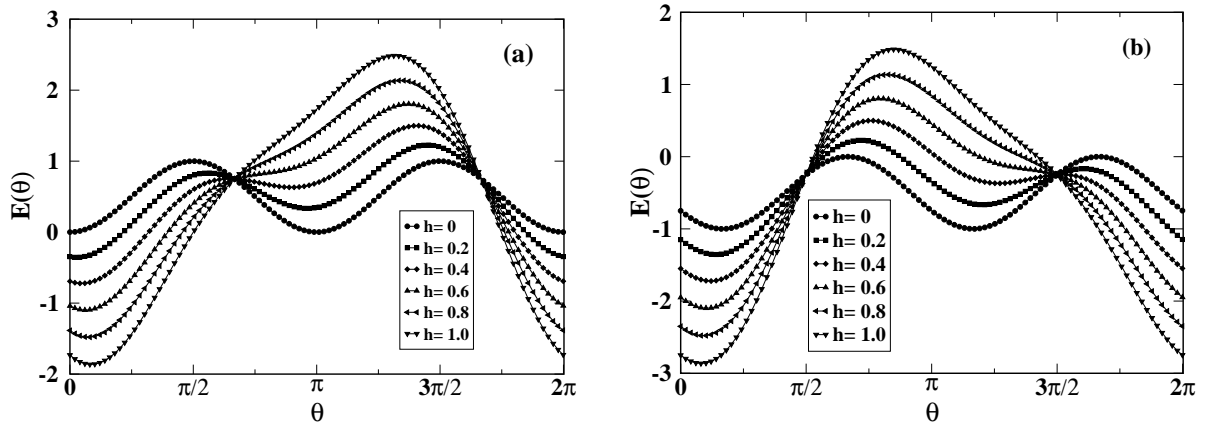 3
2
1
0
-1
-2
E(θ)
(a)
h= 0
h= 0.2
h= 0.4
h= 0.6
h= 0.8
h= 1.0
0
π/2
π
3π/2
2π
θ
2
1
0
-1
-2
-3
E(θ)
(b)
h= 0
h= 0.2
h= 0.4
h= 0.6
h= 0.8
h= 1.0
0
π/2
π
3π/2
2π
θ